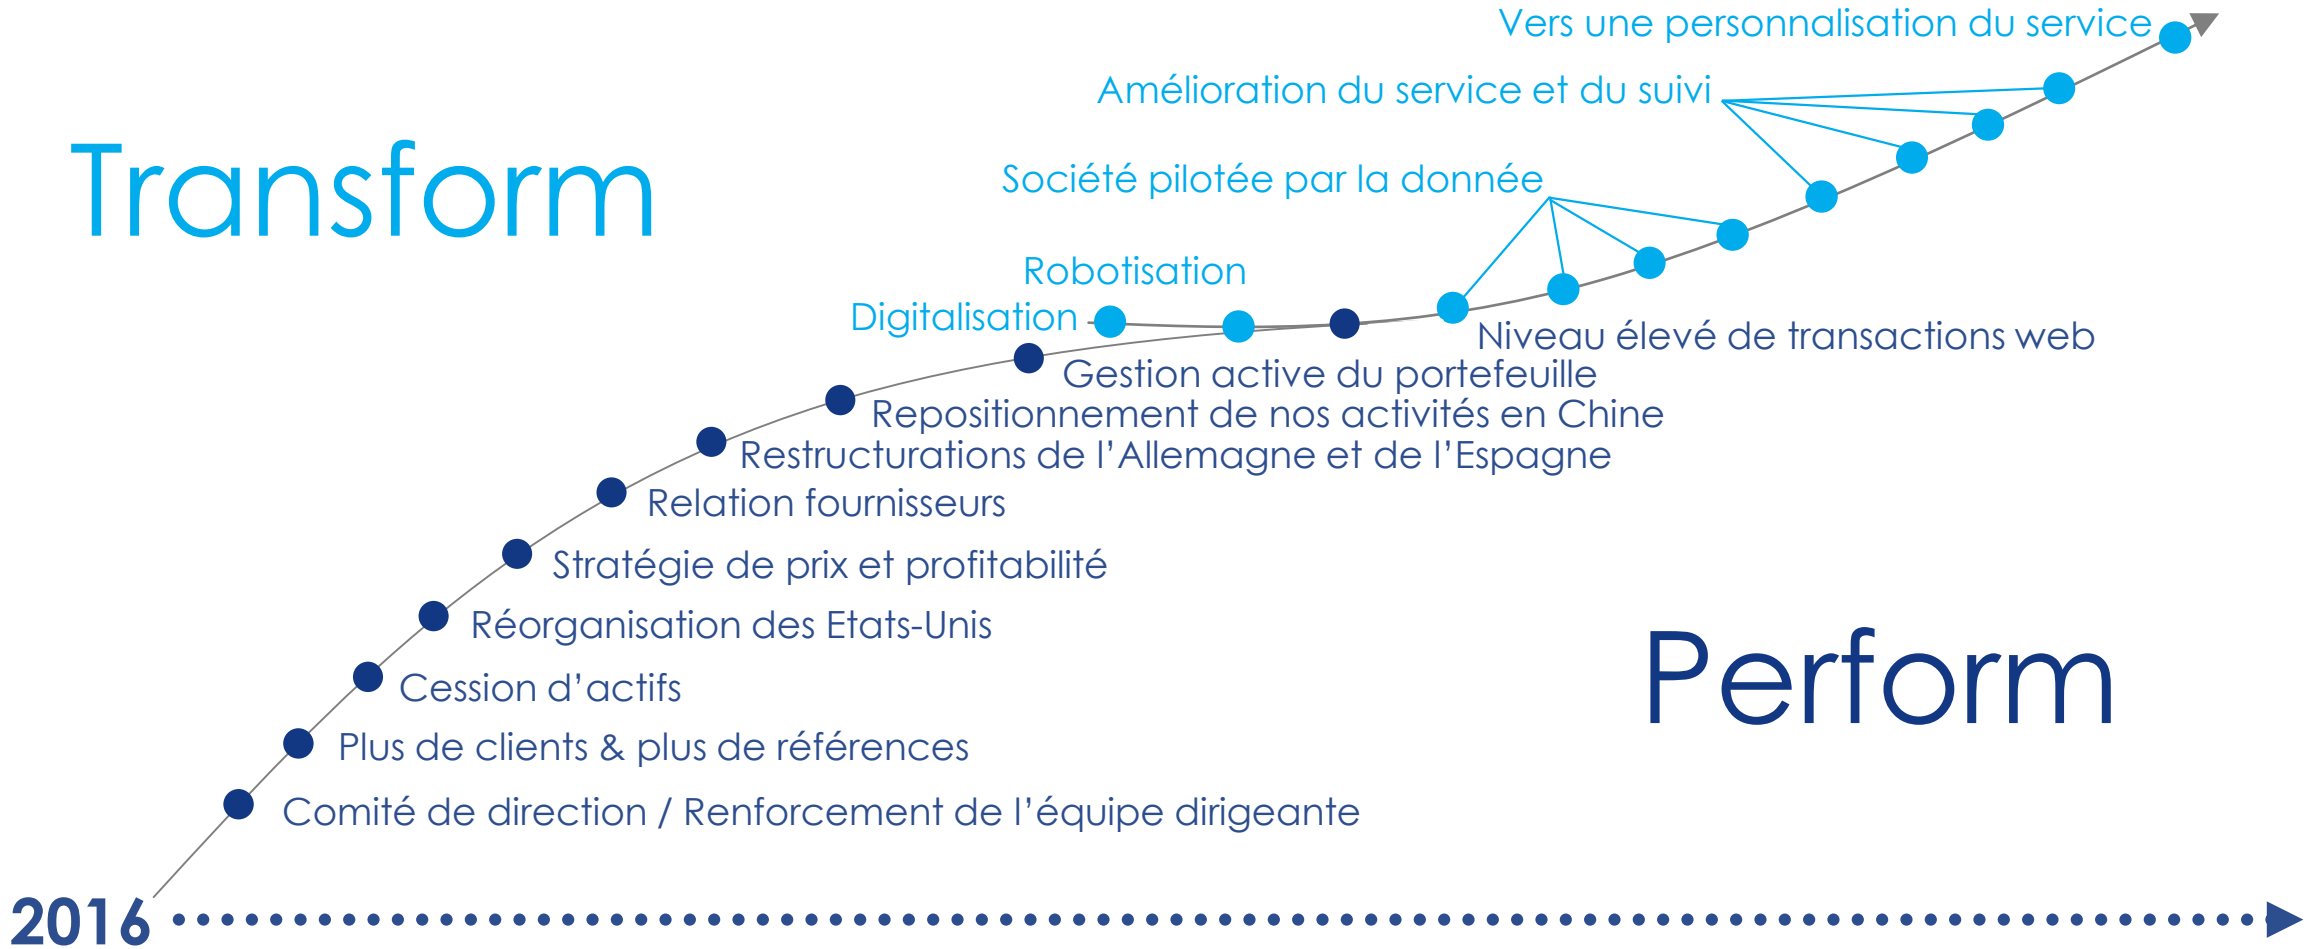 Vers une personnalisation du service
Amélioration du service et du suivi
Transform
Société pilotée par la donnée
Robotisation
Digitalisation
Niveau élevé de transactions web
Gestion active du portefeuille
Repositionnement de nos activités en Chine
Restructurations de l’Allemagne et de l’Espagne
Relation fournisseurs
Stratégie de prix et profitabilité
Réorganisation des Etats-Unis
Perform
Cession d’actifs
Plus de clients & plus de références
Comité de direction / Renforcement de l’équipe dirigeante
2016